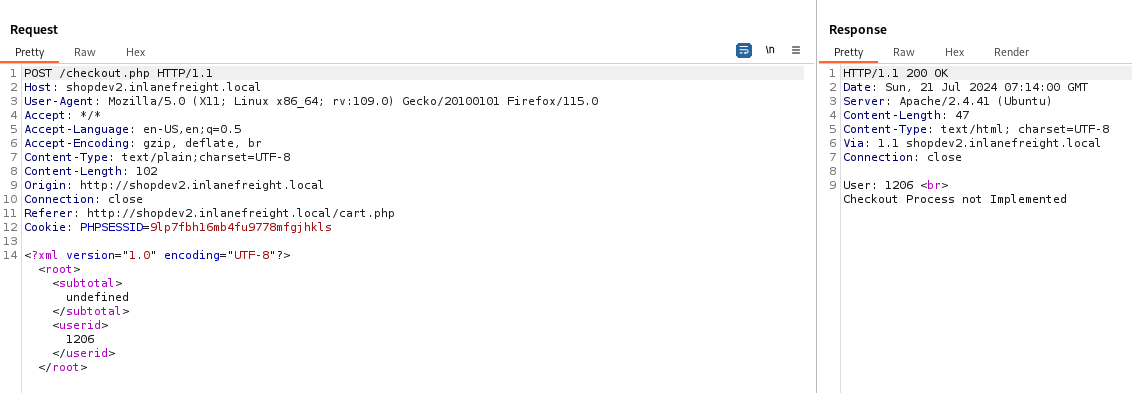 Request
Pretty Raw Hex
\n
1 POST /checkout.php HTTP/1.1
2 Host: shopdev2.inlanefreight.local
3 User-Agent: Mozilla/5.0 (X11; Linux x86_64; rv:109.0) Gecko/20100101 Firefox/115.0
4 Accept: */*
5 Accept-Language: en-US,en;q=0.5
6 Accept-Encoding: gzip, deflate, br
7 Content-Type: text/plain;charset=UTF-8
8 Content-Length: 102
9 Origin: http://shopdev2.inlanefreight.local
10 Connection: close
11 Referer: http://shopdev2.inlanefreight.local/cart.php
12 Cookie: PHPSESSID=9lp7fbh16mb4fu9778mfgjhkls
13
14 <?xml version="1.0" encoding="UTF-8"?>
<root>
<subtotal>
undefined
</subtotal>
<userid>
1206
</userid>
</root>
Response
Pretty Raw Hex Render
1 HTTP/1.1 200 OK
2 Date: Sun, 21 Jul 2024 07:14:00 GMT
3 Server: Apache/2.4.41 (Ubuntu)
4 Content-Length: 47
5 Content-Type: text/html; charset=UTF-8
6 Via: 1.1 shopdev2.inlanefreight.local
7 Connection: close
8
9 User: 1206 <br>
Checkout Process not Implemented